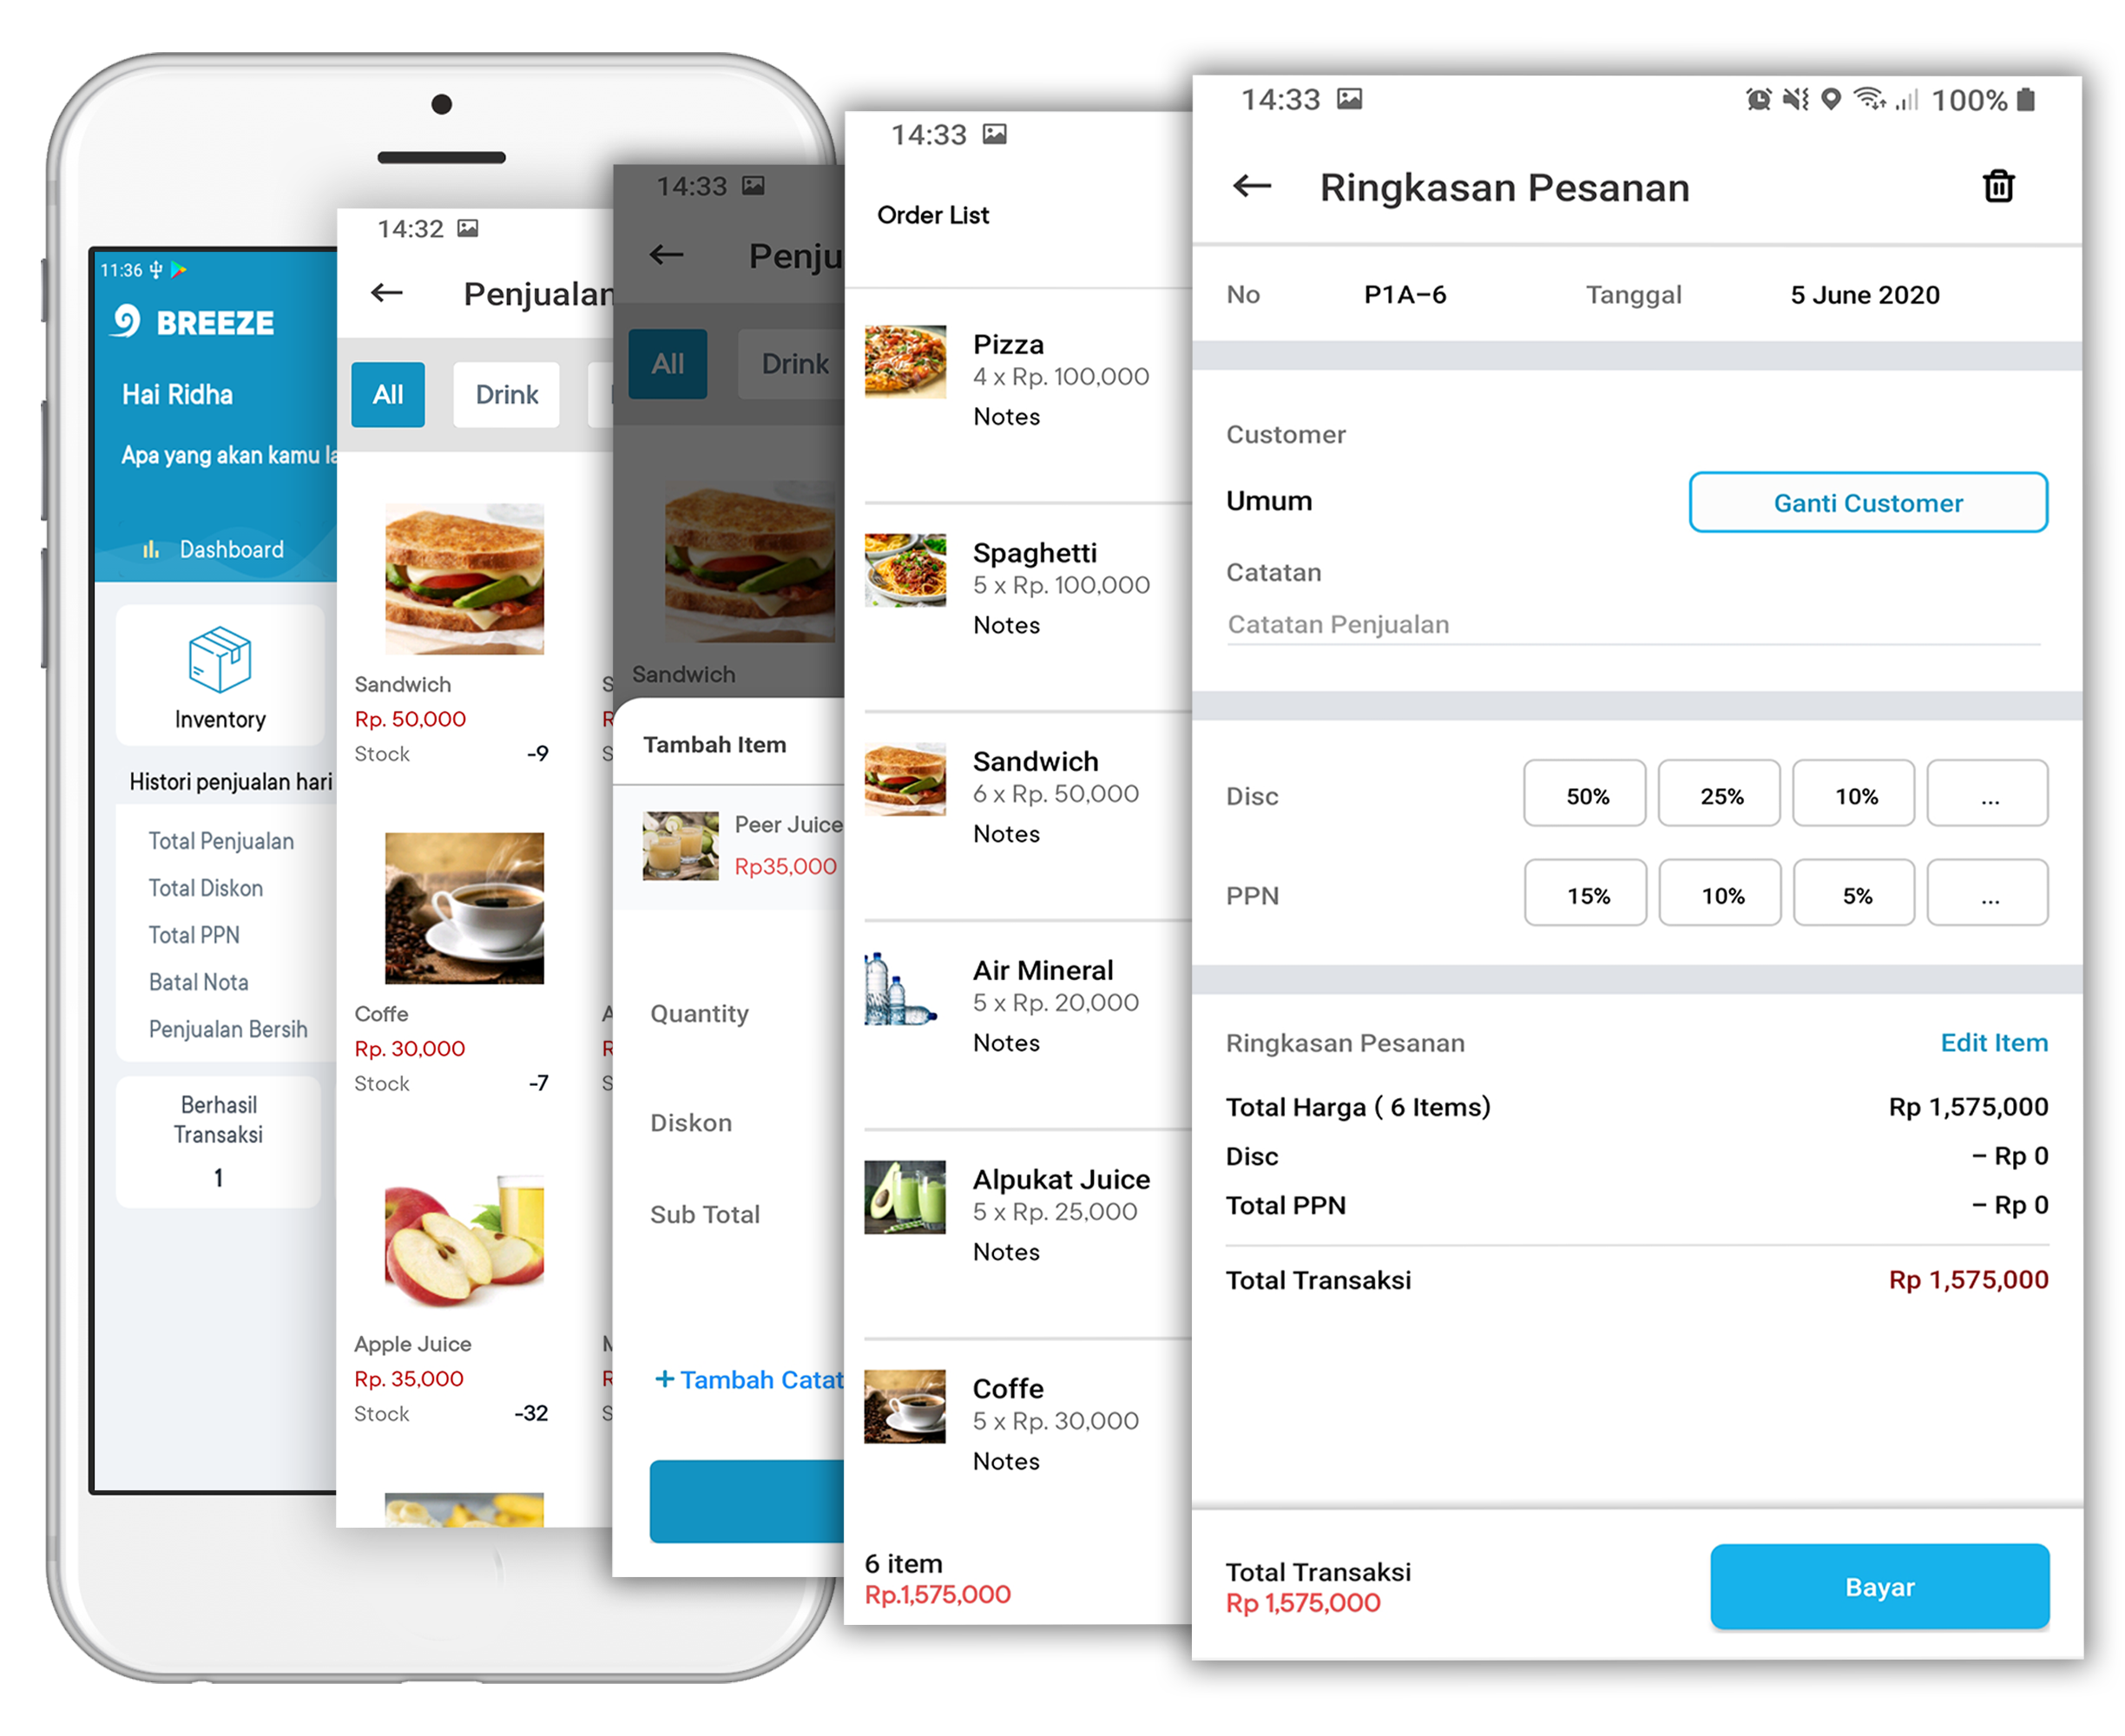 11:36
BREEZE
Hai Ridha
Apa yang akan kamu
Dashboard
Inventory
Histori penjualan hari
Total Penjualan
Total Diskon
Total PPN
Batal Nota
Penjualan Bersih
Berhasil
Transaksi
1
14:32
Penjualan
All
Drink
Sandwich
Rp. 50,000
Stock -9
Coffe
Rp. 30,000
Stock -7
Apple Juice
Rp. 35,000
Stock -32
14:33
Penju
All
Drink
Sandwich
Tambah Item
Peer Juice
Rp35,000
Quantity
Diskon
Sub Total
+ Tambah Catat
14:33
Order List
Pizza
4 x Rp. 100,000
Notes
Spaghetti
5 x Rp. 100,000
Notes
Sandwich
6 x Rp. 50,000
Notes
Air Mineral
5 x Rp. 20,000
Notes
Alpukat Juice
5 x Rp. 25,000
Notes
Coffe
5 x Rp. 30,000
Notes
6 item
Rp.1,575,000
14:33 100%
Ringkasan Pesanan
No P1A-6 Tanggal 5 June 2020
Customer
Umum Ganti Customer
Catatan
Catatan Penjualan
Disc 50% 25% 10% ...
PPN 15% 10% 5% ...
Ringkasan Pesanan Edit Item
Total Harga ( 6 Items) Rp 1,575,000
Disc – Rp 0
Total PPN – Rp 0
Total Transaksi Rp 1,575,000
Total Transaksi
Rp 1,575,000
Bayar